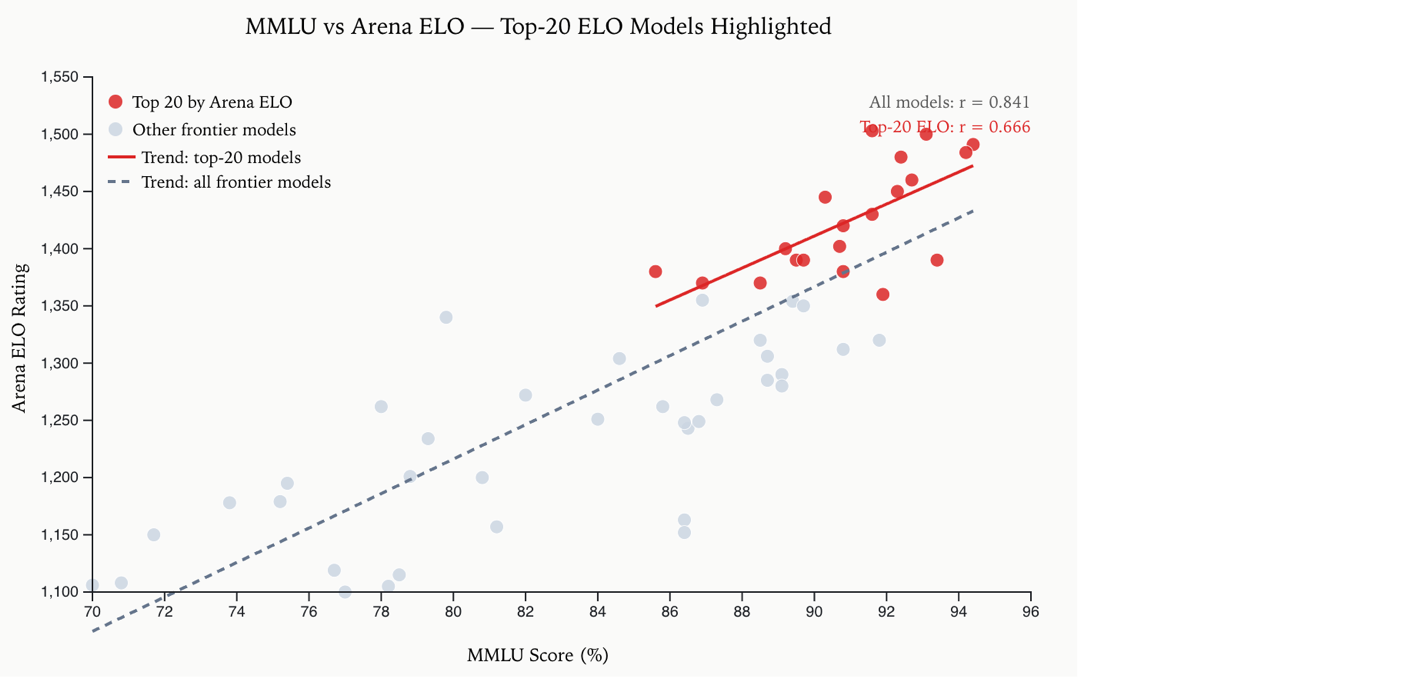 MMLU vs Arena ELO — Top-20 ELO Models Highlighted
1,550
1,500
1,450
1,400
1,350
1,300
1,250
1,200
1,150
1,100
Top 20 by Arena ELO
Other frontier models
Trend: top-20 models
Trend: all frontier models
All models: r = 0.841
Top-20 ELO: r = 0.666
Arena ELO Rating
70 72 74 76 78 80 82 84 86 88 90 92 94 96
MMLU Score (%)